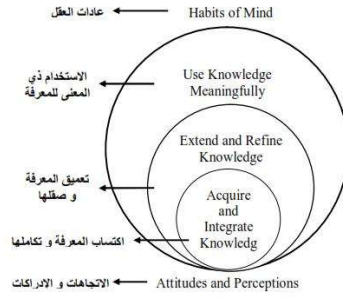 عادات العقل
Habits of Mind
الاستخدام ذي
المعنى للمعرفة
Use Knowledge
Meaningfully
Extend and Refine
Knowledge
تعميق المعرفة
و صقلها
Acquire
and
Integrate
Knowledg
اكتساب المعرفة و تكاملها
الاتجاهات و الادراكات
Attitudes and Perceptions